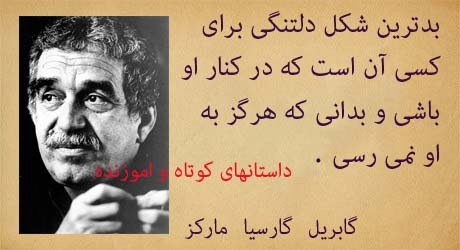 بدترین شکل دلتنگی برای
کسی آن است که در کنار او
باشی و بدانی که هرگز به
او نمی رسی .
داستانهای کوتاه و اموزنده
گابریل گارسیا مارکز